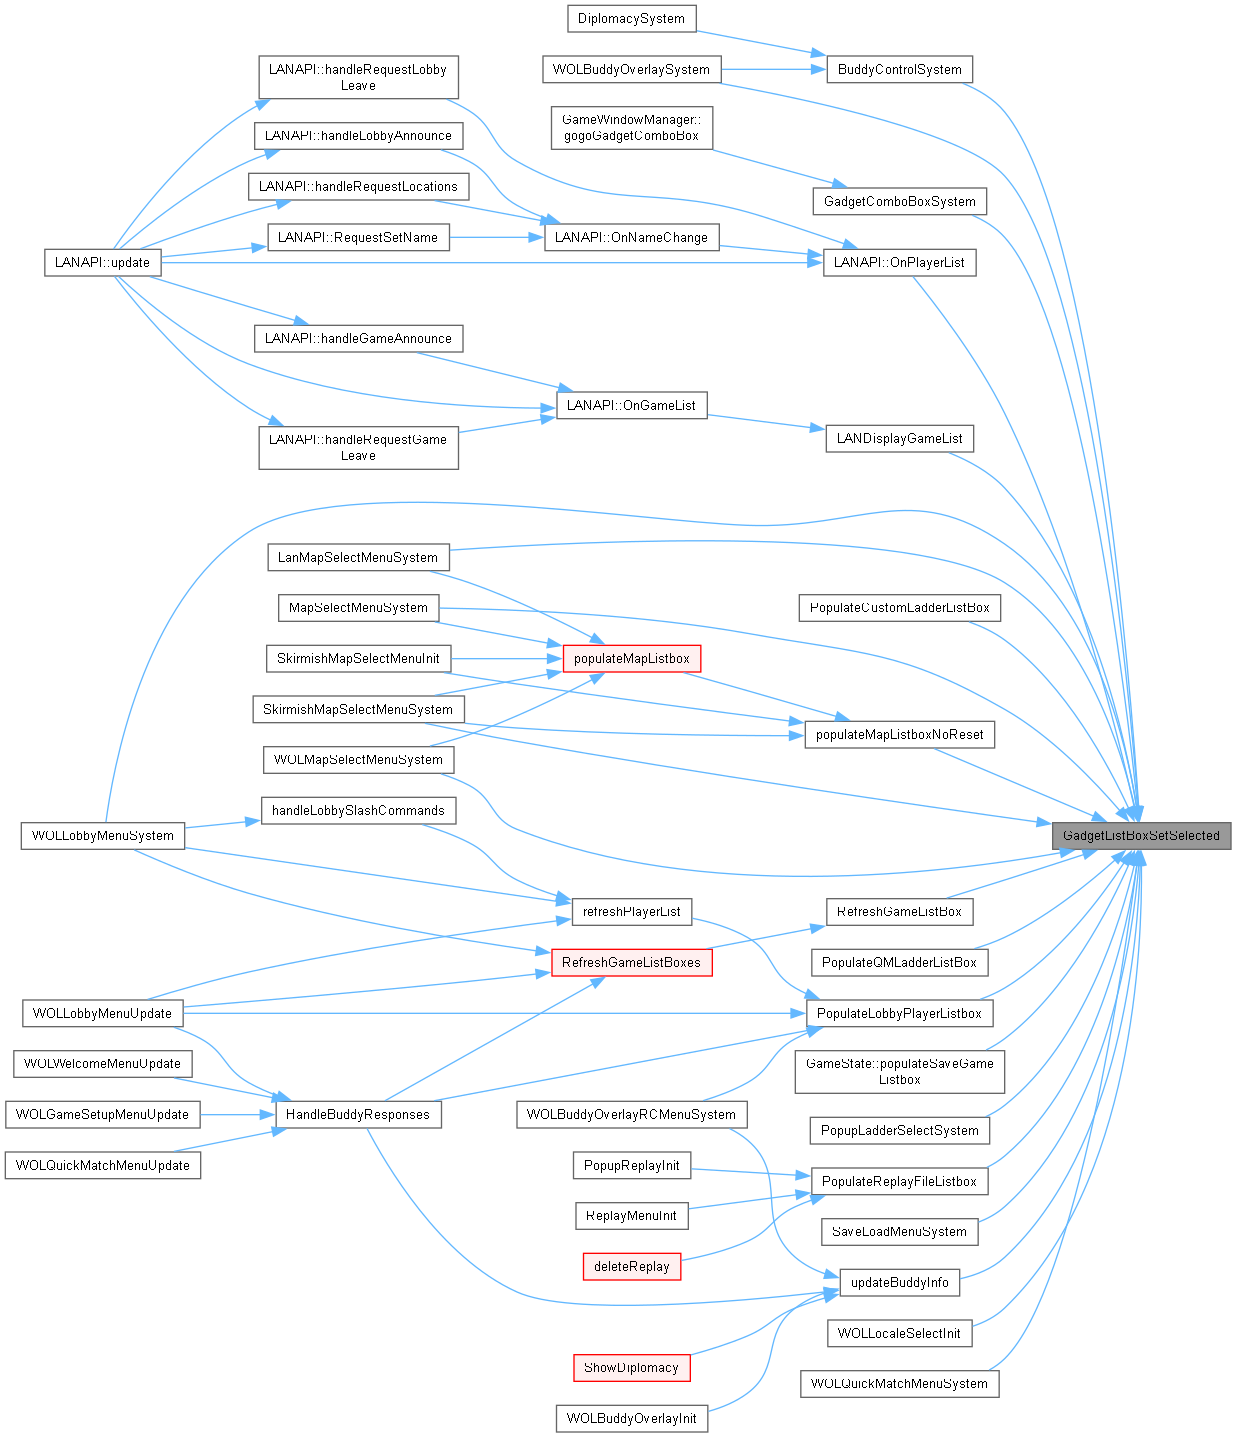 DiplomacySystem
LANAPI::handleRequestLobby
Leave
WOLBuddyOverlaySystem
BuddyControlSystem
GameWindowManager::
gogoGadgetComboBox
LANAPI::handleLobbyAnnounce
LANAPI::handleRequestLocations
GadgetComboBoxSystem
LANAPI::RequestSetName
LANAPI::OnNameChange
LANAPI::update
LANAPI::OnPlayerList
LANAPI::handleGameAnnounce
LANAPI::OnGameList
LANAPI::handleRequestGame
Leave
LANDisplayGameList
LanMapSelectMenuSystem
MapSelectMenuSystem
PopulateCustomLadderListBox
SkirmishMapSelectMenuInit
populateMapListbox
SkirmishMapSelectMenuSystem
populateMapListboxNoReset
WOLMapSelectMenuSystem
handleLobbySlashCommands
WOLLobbyMenuSystem
GadgetListBoxSetSelected
refreshPlayerList
RefreshGameListBox
RefreshGameListBoxes
PopulateQMLadderListBox
WOLLobbyMenuUpdate
PopulateLobbyPlayerListbox
WOLWelcomeMenuUpdate
GameState::populateSaveGame
Listbox
WOLGameSetupMenuUpdate
HandleBuddyResponses
WOLBuddyOverlayRCMenuSystem
PopupLadderSelectSystem
WOLQuickMatchMenuUpdate
PopupReplayInit
PopulateReplayFileListbox
ReplayMenuInit
SaveLoadMenuSystem
deleteReplay
updateBuddyInfo
WOLLocaleSelectInit
ShowDiplomacy
WOLQuickMatchMenuSystem
WOLBuddyOverlayInit